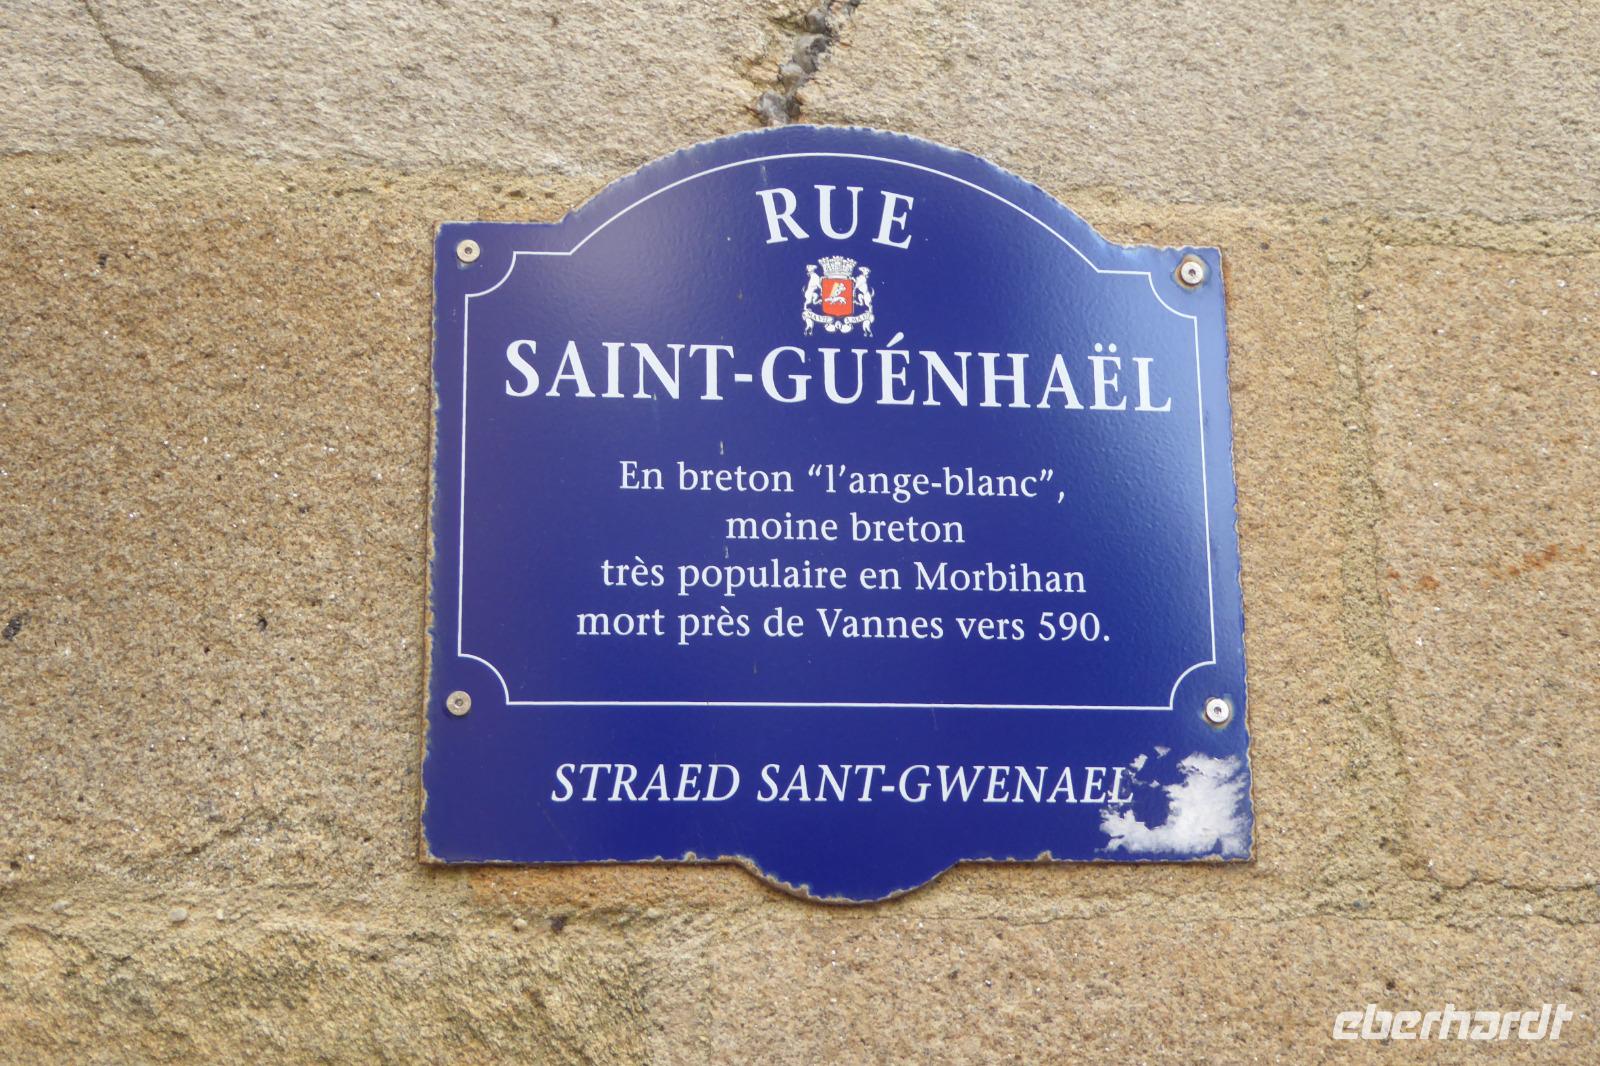 RUE
SAINT-GUÉNHAËL
En breton “l’ange-blanc”,
moine breton
très populaire en Morbihan
mort près de Vannes vers 590.
STRAED SANT-GWENAEL
eberhardt